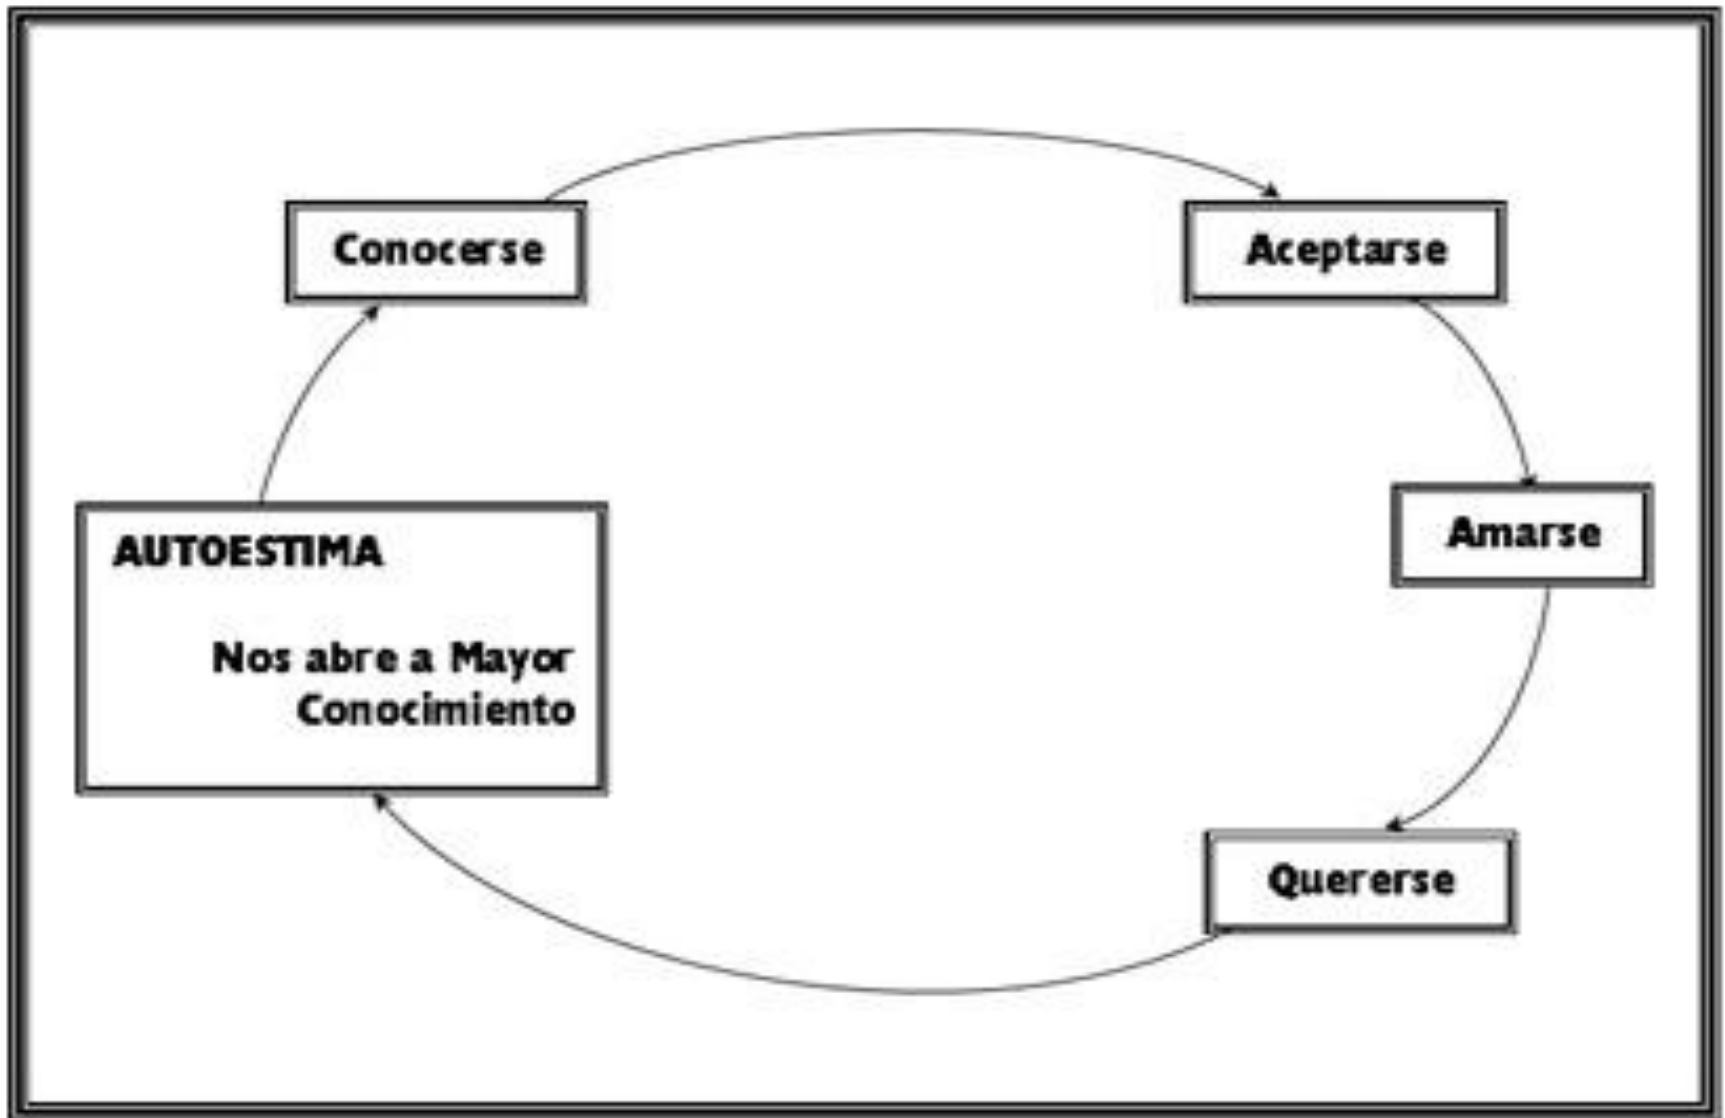 Conocerse
Aceptarse
Amarse
AUTOESTIMA
Nos abre a Mayor
Conocimiento
Quererse